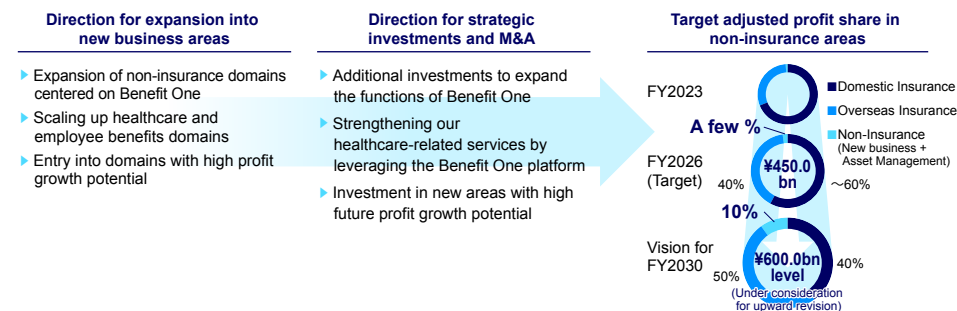 Direction for expansion into
new business areas
Expansion of non-insurance domains
centered on Benefit One
Scaling up healthcare and
employee benefits domains
Entry into domains with high profit
growth potential
Direction for strategic
investments and M&A
Additional investments to expand
the functions of Benefit One
Strengthening our
healthcare-related services by
leveraging the Benefit One platform
Investment in new areas with high
future profit growth potential
Target adjusted profit share in
non-insurance areas
FY2023
Domestic Insurance
Overseas Insurance
Non-Insurance
(New business +
Asset Management)
A few %
FY2026
(Target)
¥450.0
bn
40%
~60%
10%
Vision for
FY2030
¥600.0bn
level
50%
40%
(Under consideration
for upward revision)